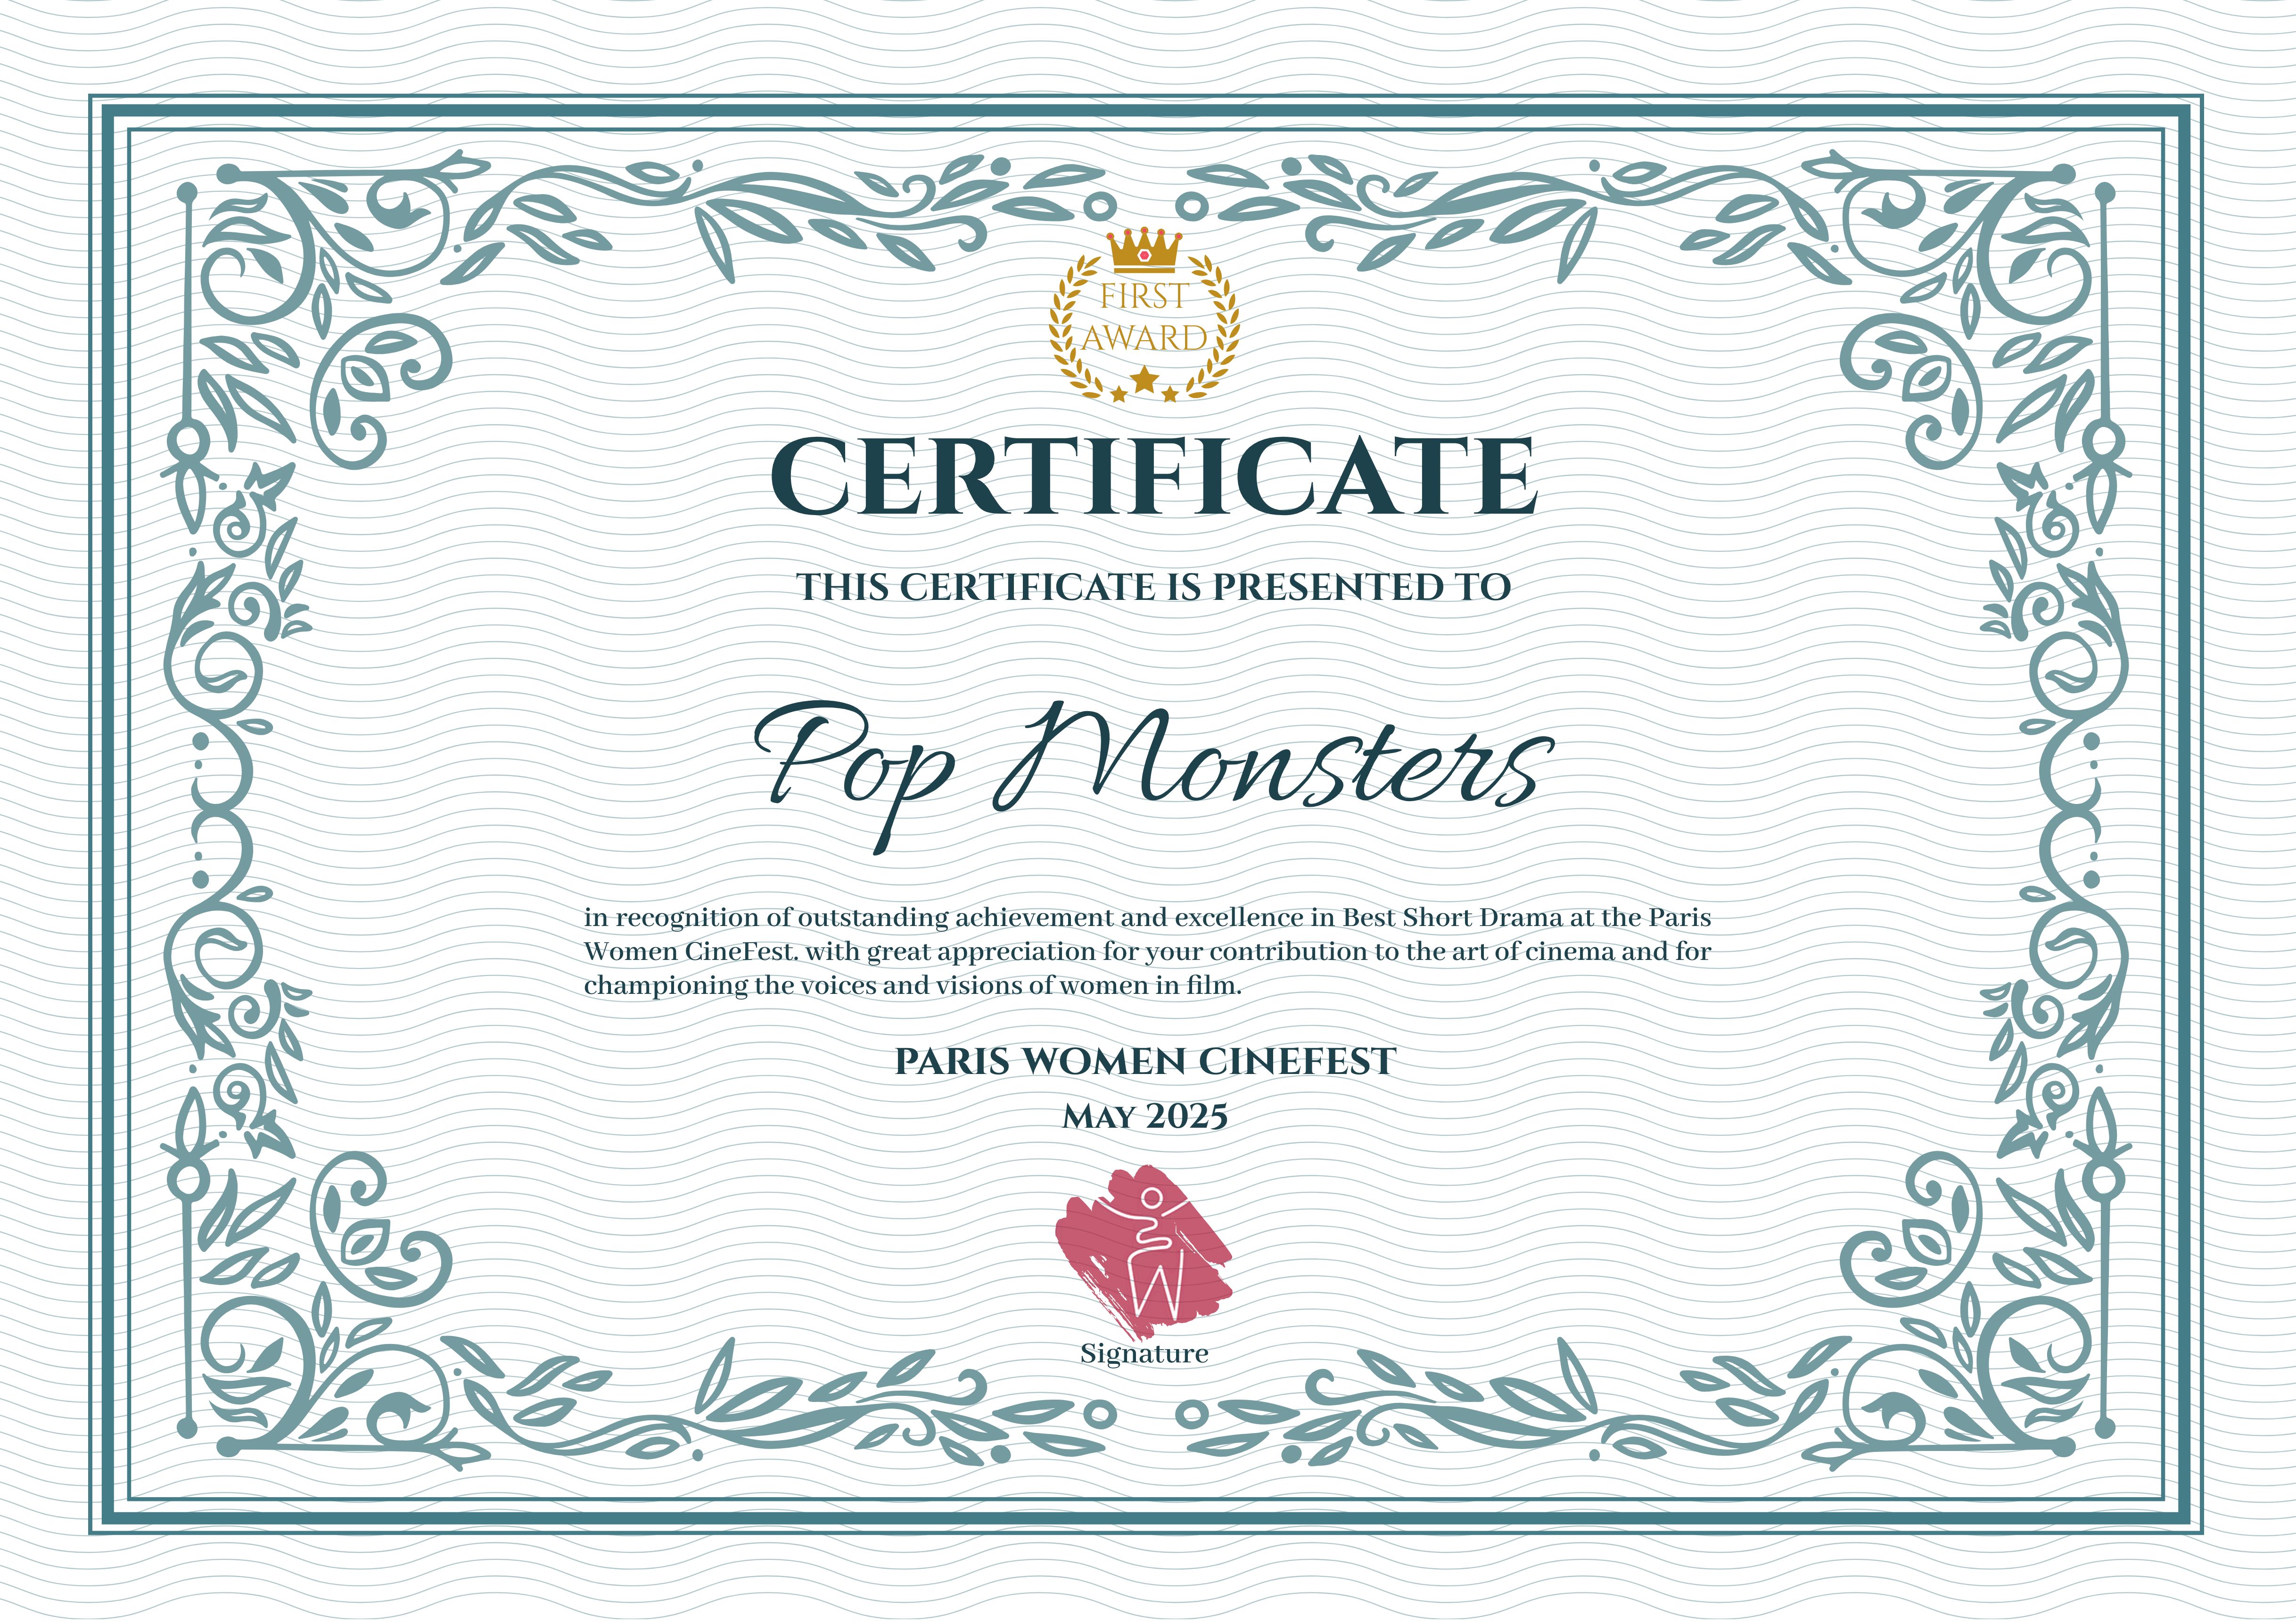 FIRST
AWARD
CERTIFICATE
THIS CERTIFICATE IS PRESENTED TO
Pop Monsters
in recognition of outstanding achievement and excellence in Best Short Drama at the Paris
Women CineFest. with great appreciation for your contribution to the art of cinema and for
championing the voices and visions of women in film.
PARIS WOMEN CINEFEST
MAY 2025
Signature